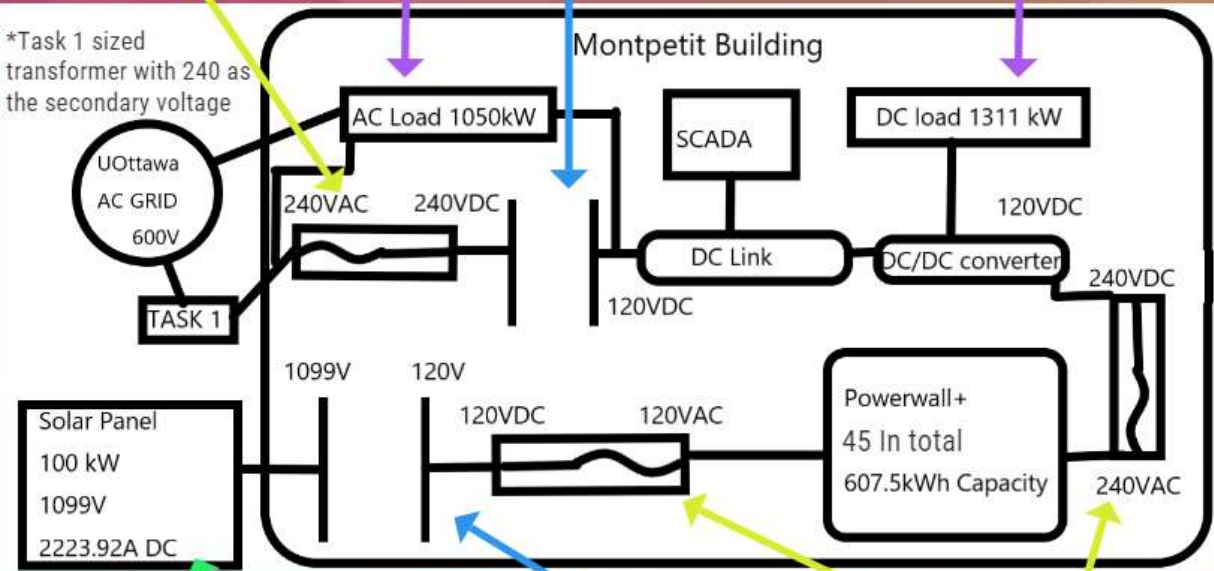 *Task 1 sized
transformer with 240 as
the secondary voltage
Montpetit Building
AC Load 1050kW
SCADA
DC load 1311 kW
UOttawa
AC GRID
600V
240VAC
240VDC
120VDC
DC Link
DC/DC converter
240VDC
120VDC
TASK 1
1099V
120V
Solar Panel
100 kW
1099V
2223.92A DC
120VDC
120VAC
Powerwall+
45 In total
607.5kWh Capacity
240VAC